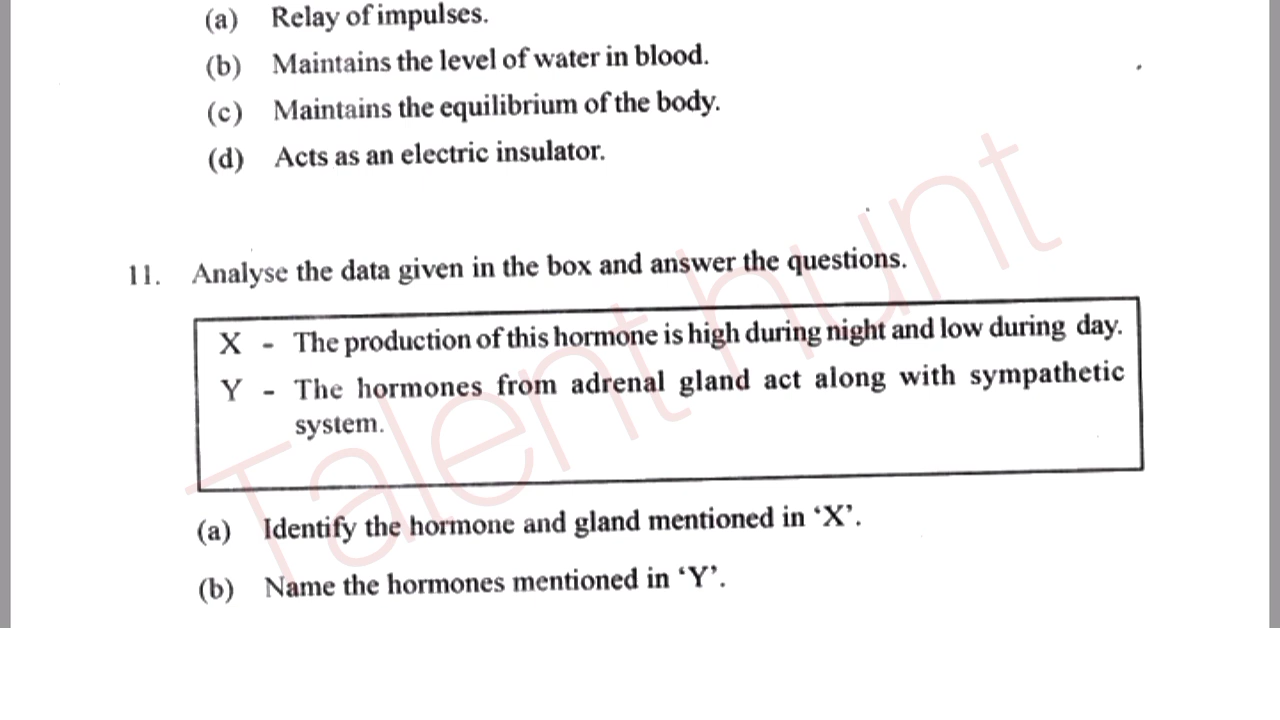 (a) Relay of impulses.
(b) Maintains the level of water in blood.
(c) Maintains the equilibrium of the body.
(d) Acts as an electric insulator.
11. Analyse the data given in the box and answer the questions.
X - The production of this hormone is high during night and low during day.
Y - The hormones from adrenal gland act along with sympathetic
system.
(a) Identify the hormone and gland mentioned in ‘X’.
(b) Name the hormones mentioned in ‘Y’.
Talent hunt